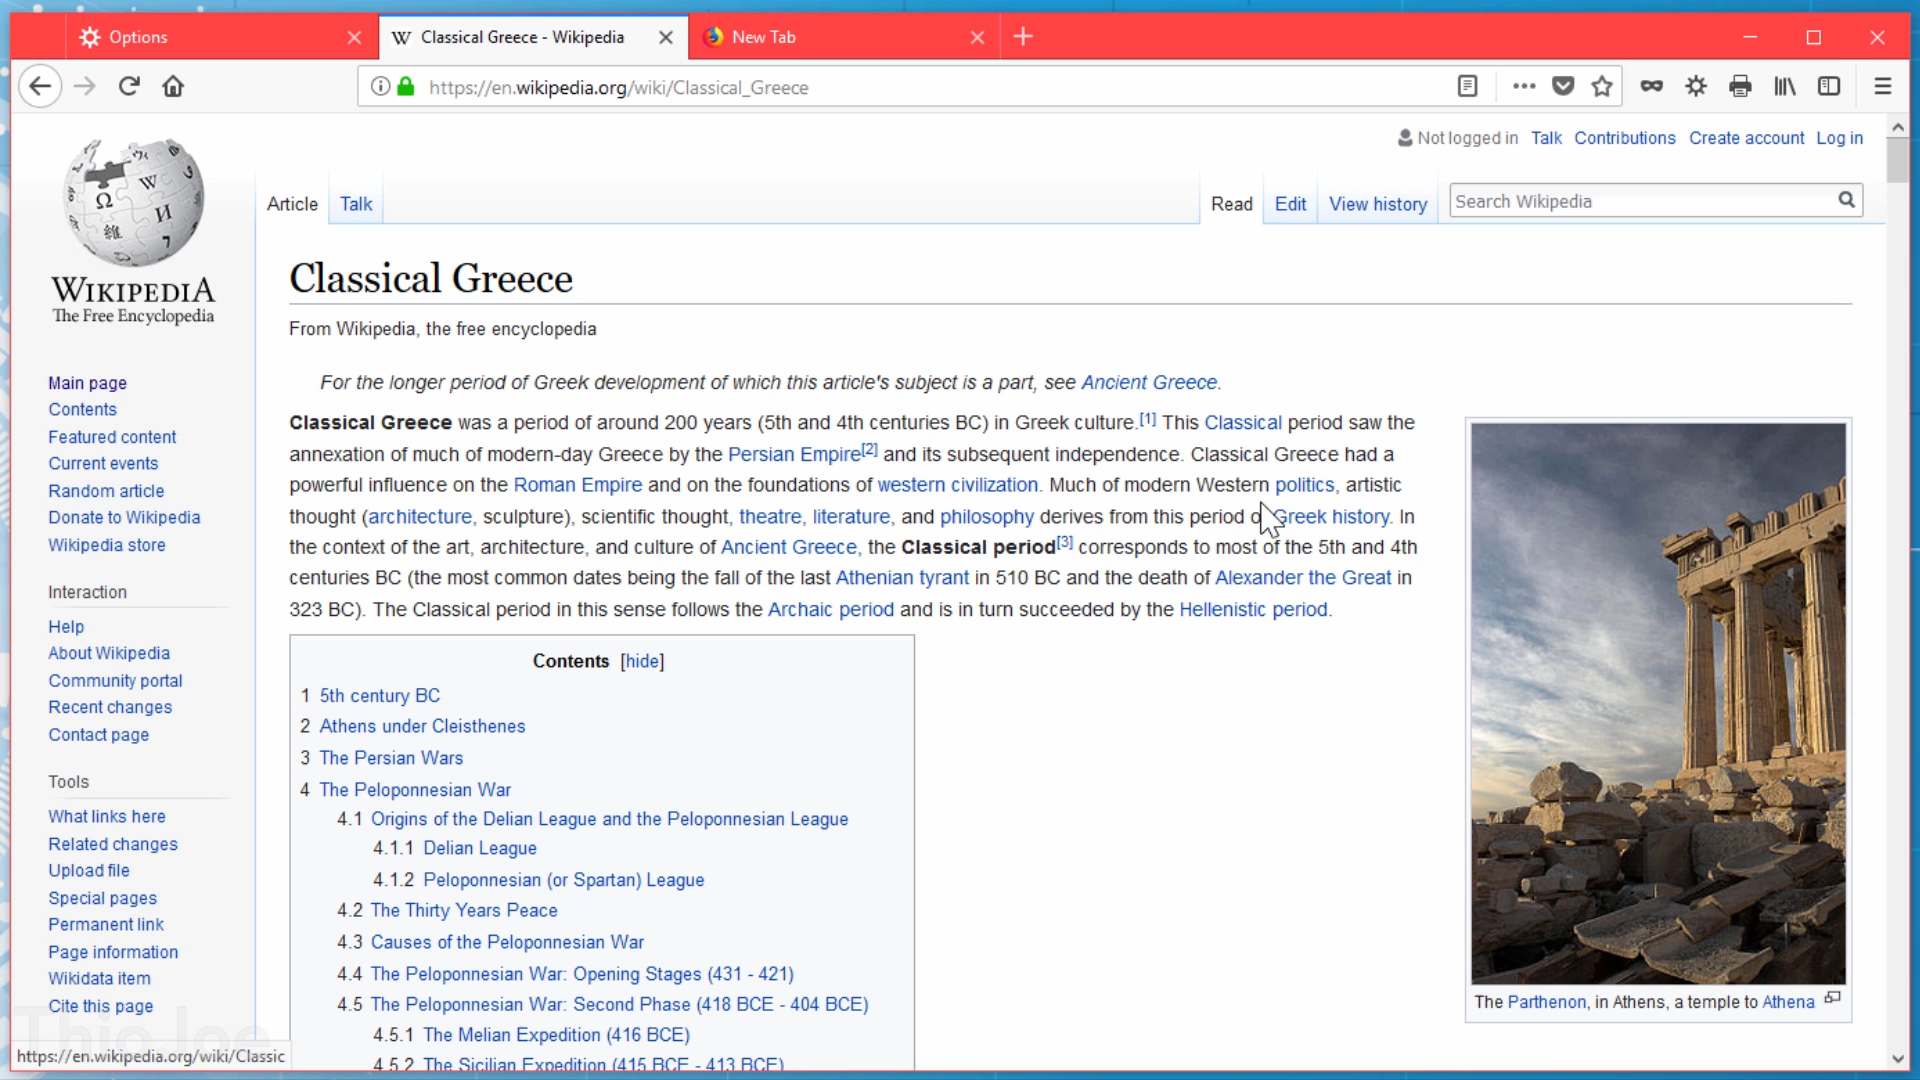 Options
Classical Greece - Wikipedia
New Tab
https://en.wikipedia.org/wiki/Classical_Greece
Not logged in Talk Contributions Create account Log in
Article Talk Read Edit View history Search Wikipedia
WIKIPEDIA
The Free Encyclopedia
Main page
Contents
Featured content
Current events
Random article
Donate to Wikipedia
Wikipedia store
Interaction
Help
About Wikipedia
Community portal
Recent changes
Contact page
Tools
What links here
Related changes
Upload file
Special pages
Permanent link
Page information
Wikidata item
Cite this page
Classical Greece
From Wikipedia, the free encyclopedia
For the longer period of Greek development of which this article's subject is a part, see Ancient Greece.
Classical Greece was a period of around 200 years (5th and 4th centuries BC) in Greek culture.[1] This Classical period saw the
annexation of much of modern-day Greece by the Persian Empire[2] and its subsequent independence. Classical Greece had a
powerful influence on the Roman Empire and on the foundations of western civilization. Much of modern Western politics, artistic
thought (architecture, sculpture), scientific thought, theatre, literature, and philosophy derives from this period of Greek history. In
the context of the art, architecture, and culture of Ancient Greece, the Classical period[3] corresponds to most of the 5th and 4th
centuries BC (the most common dates being the fall of the last Athenian tyrant in 510 BC and the death of Alexander the Great in
323 BC). The Classical period in this sense follows the Archaic period and is in turn succeeded by the Hellenistic period.
Contents [hide]
1 5th century BC
2 Athens under Cleisthenes
3 The Persian Wars
4 The Peloponnesian War
4.1 Origins of the Delian League and the Peloponnesian League
4.1.1 Delian League
4.1.2 Peloponnesian (or Spartan) League
4.2 The Thirty Years Peace
4.3 Causes of the Peloponnesian War
4.4 The Peloponnesian War: Opening Stages (431 - 421)
4.5 The Peloponnesian War: Second Phase (418 BCE - 404 BCE)
4.5.1 The Melian Expedition (416 BCE)
4.5.2 The Sicilian Expedition (415 BCE - 413 BCE)
The Parthenon, in Athens, a temple to Athena
ThioJoe
https://en.wikipedia.org/wiki/Classic